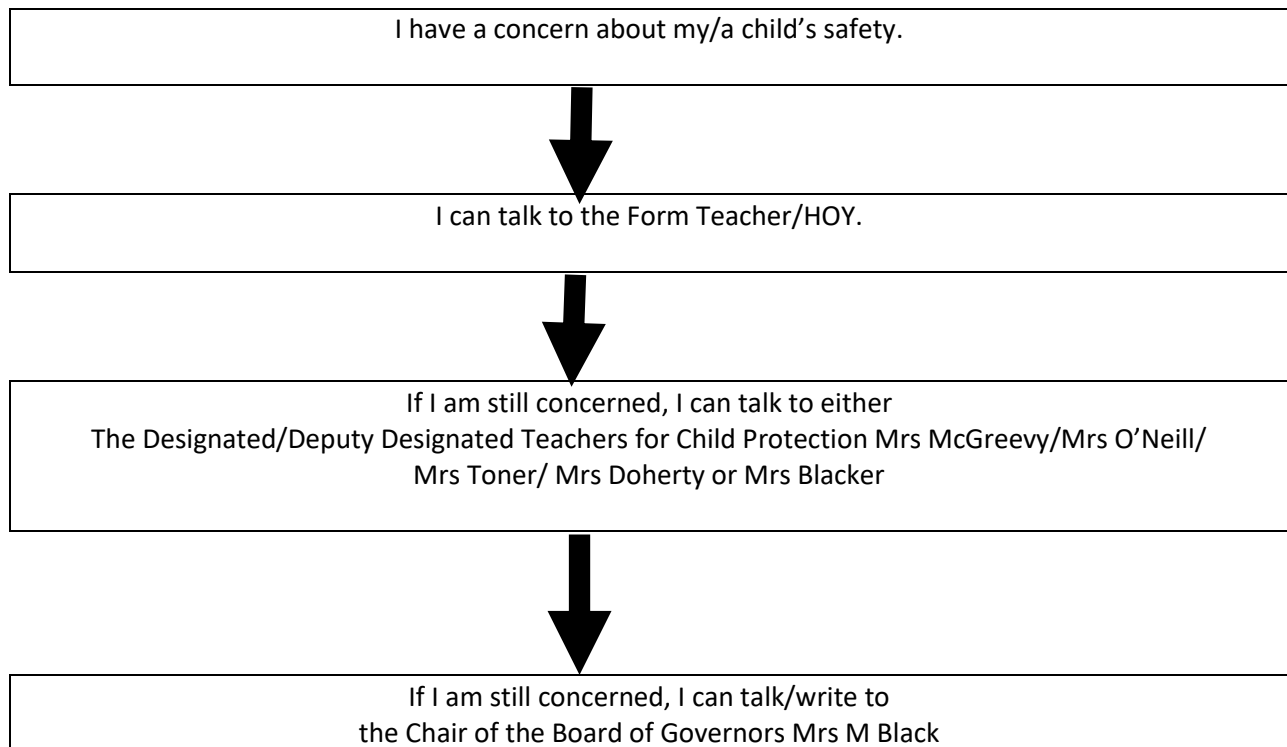 I have a concern about my/a child’s safety.
I can talk to the Form Teacher/HOY.
If I am still concerned, I can talk to either
The Designated/Deputy Designated Teachers for Child Protection Mrs McGreevy/Mrs O’Neill/
Mrs Toner/ Mrs Doherty or Mrs Blacker
If I am still concerned, I can talk/write to
the Chair of the Board of Governors Mrs M Black